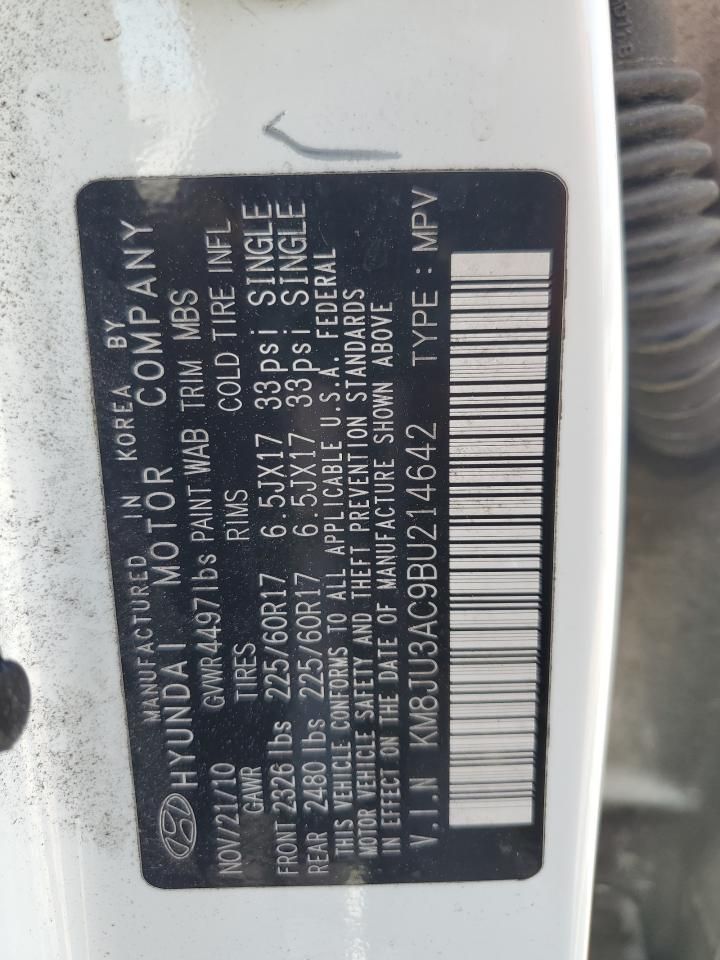 MANUFACTURED IN KOREA BY
HYUNDAI MOTOR COMPANY
NOV/21/10 GVWR4497lbs PAINT WAB TRIM MBS
GAWR TIRES RIMS COLD TIRE INFL
FRONT 2326 lbs 225/60R17 6.5JX17 33psi SINGLE
REAR 2480 lbs 225/60R17 6.5JX17 33psi SINGLE
THIS VEHICLE CONFORMS TO ALL APPLICABLE U.S.A. FEDERAL
MOTOR VEHICLE SAFETY AND THEFT PREVENTION STANDARDS
IN EFFECT ON THE DATE OF MANUFACTURE SHOWN ABOVE
V.I.N KM8JU3AC9BU214642 TYPE : MPV